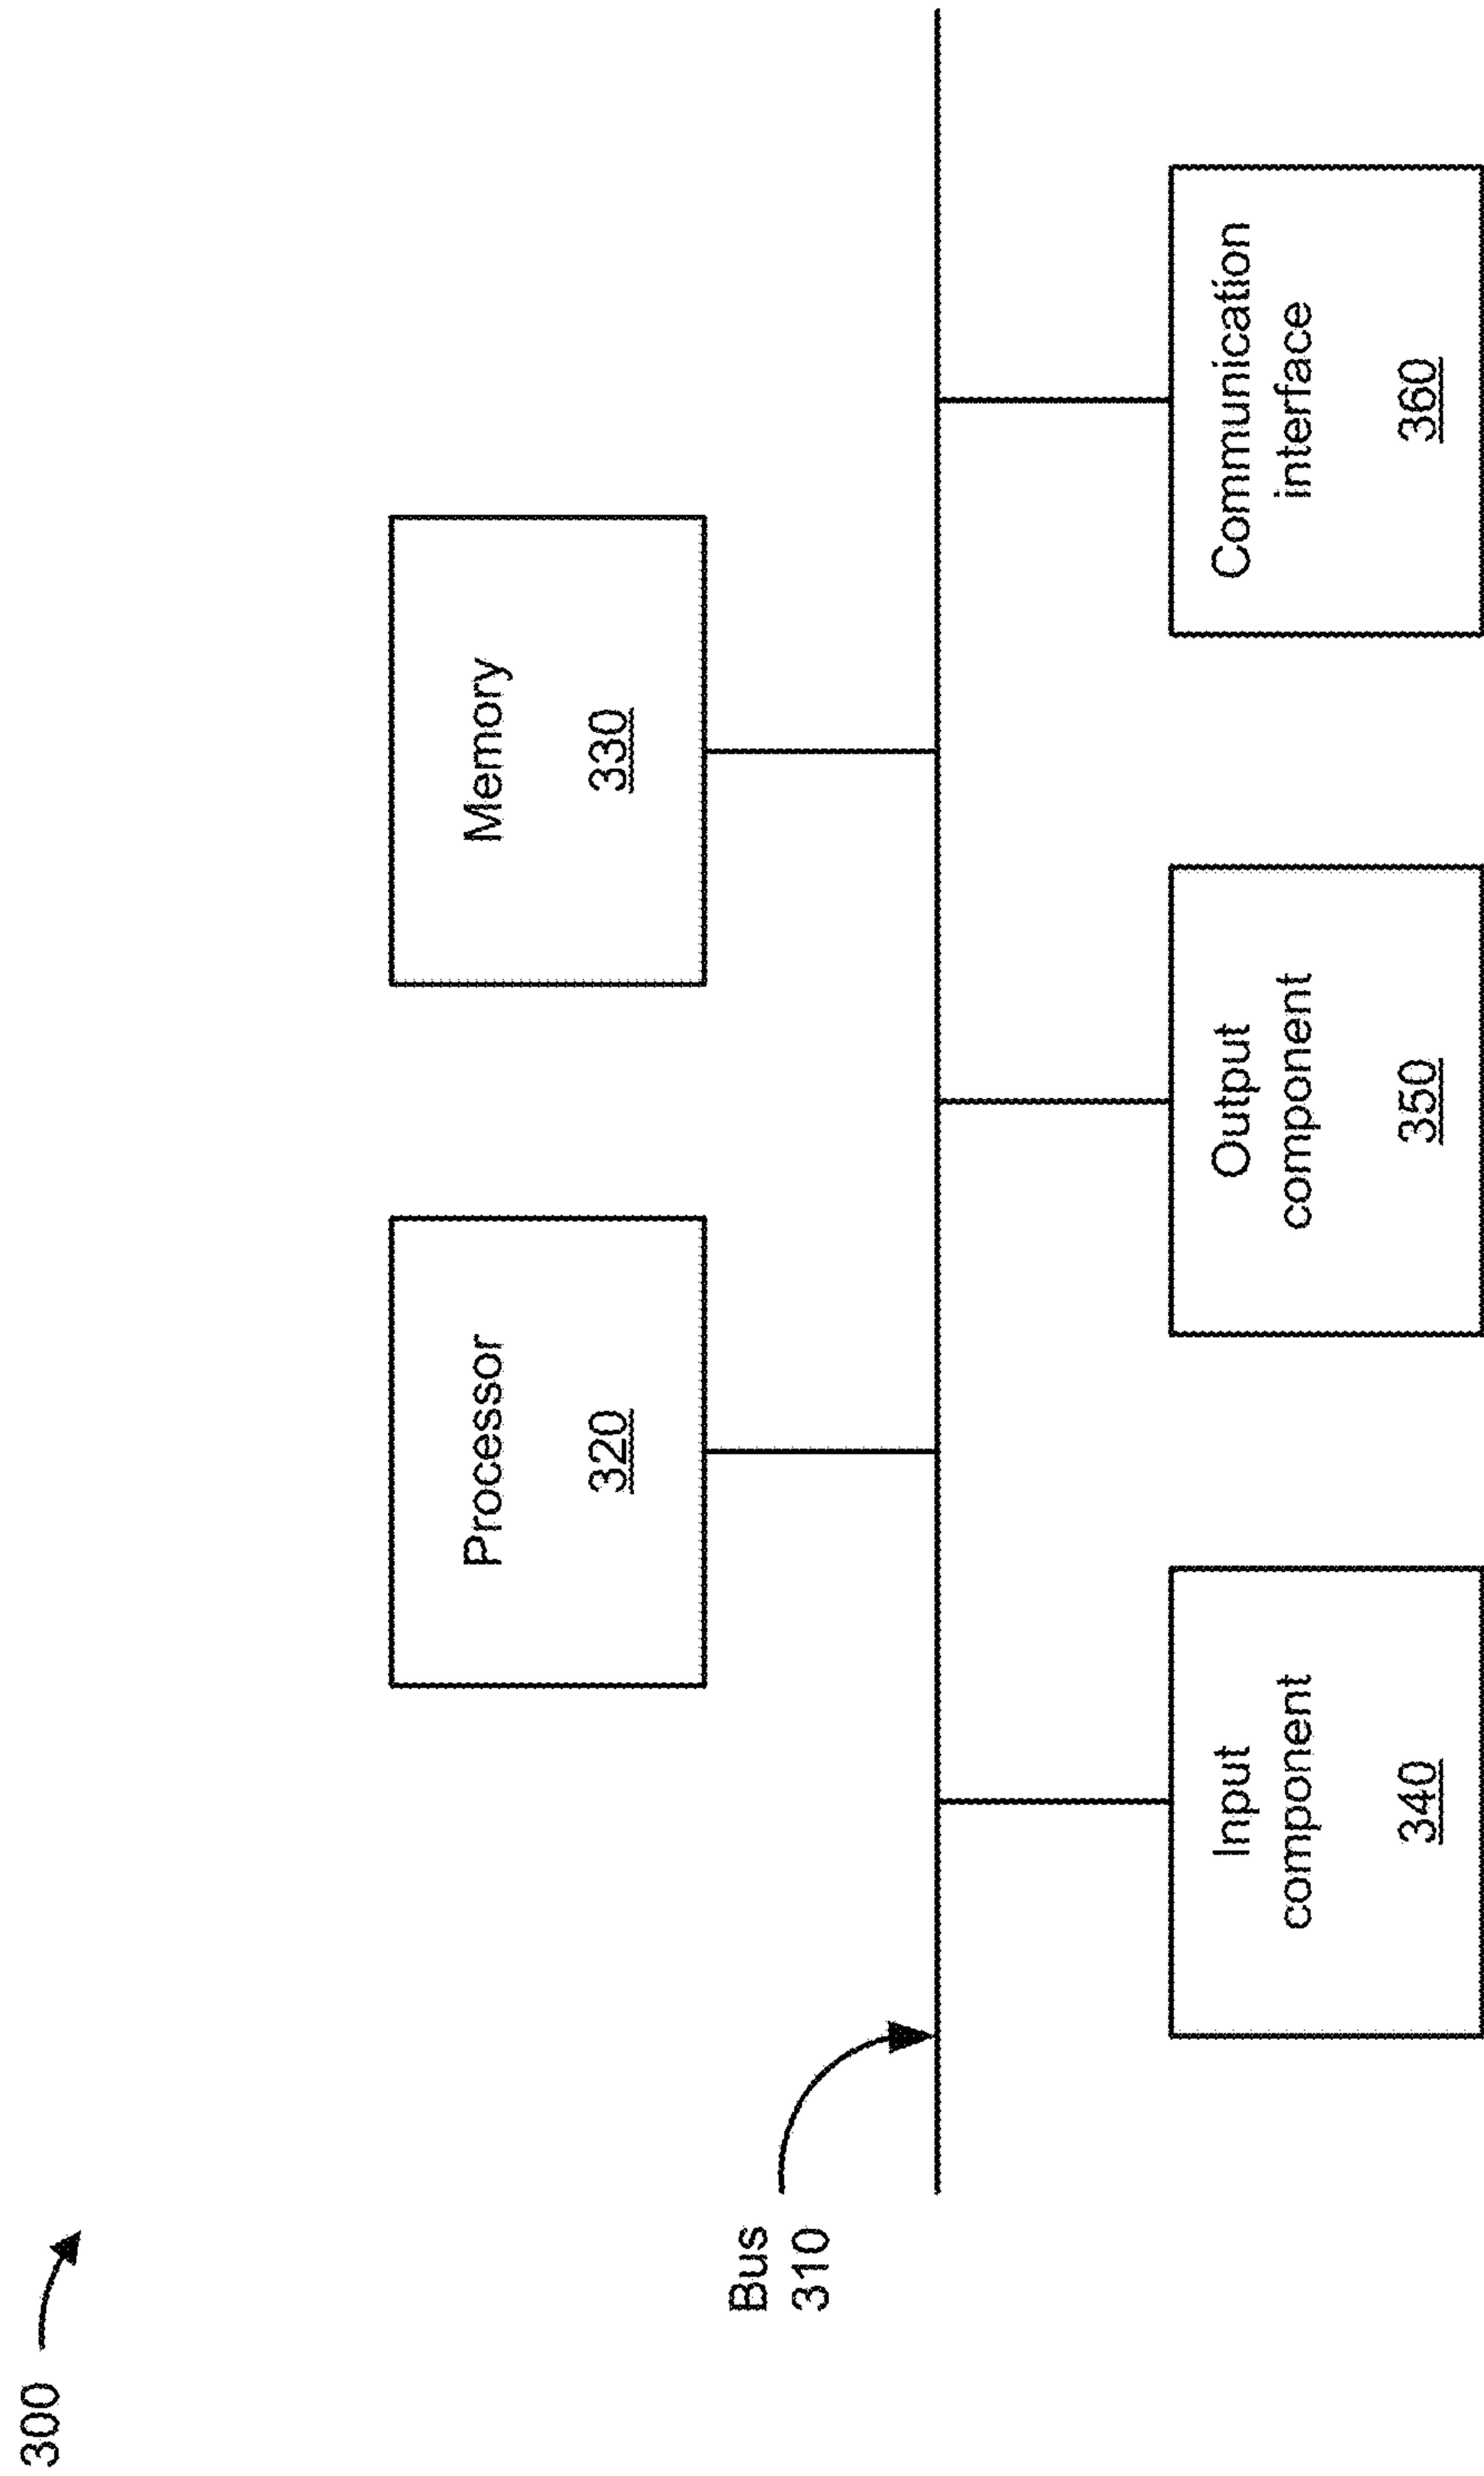 300
Bus
310
Processor
320
Memory
330
Input
component
340
Output
component
350
Communication
interface
360